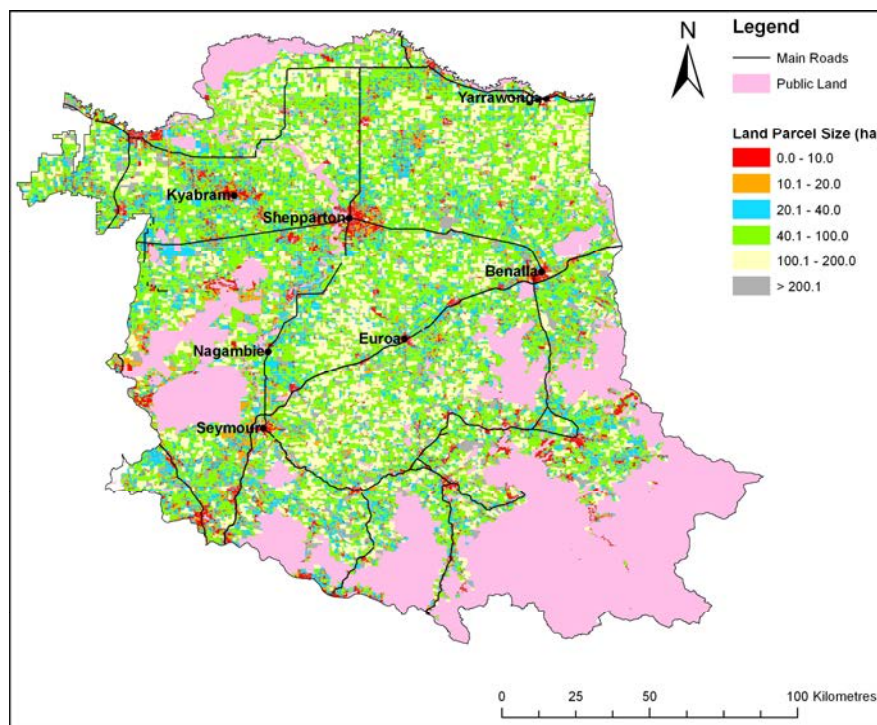 Legend
N
Main Roads
Public Land
Yarrawonga
Land Parcel Size (ha
0.0 - 10.0
10.1 - 20.0
20.1 - 40.0
40.1 - 100.0
100.1 - 200.0
> 200.1
Kyabram
Shepparton
Benalla
Euroa
Nagambie
Seymour
0 25 50 100 Kilometres